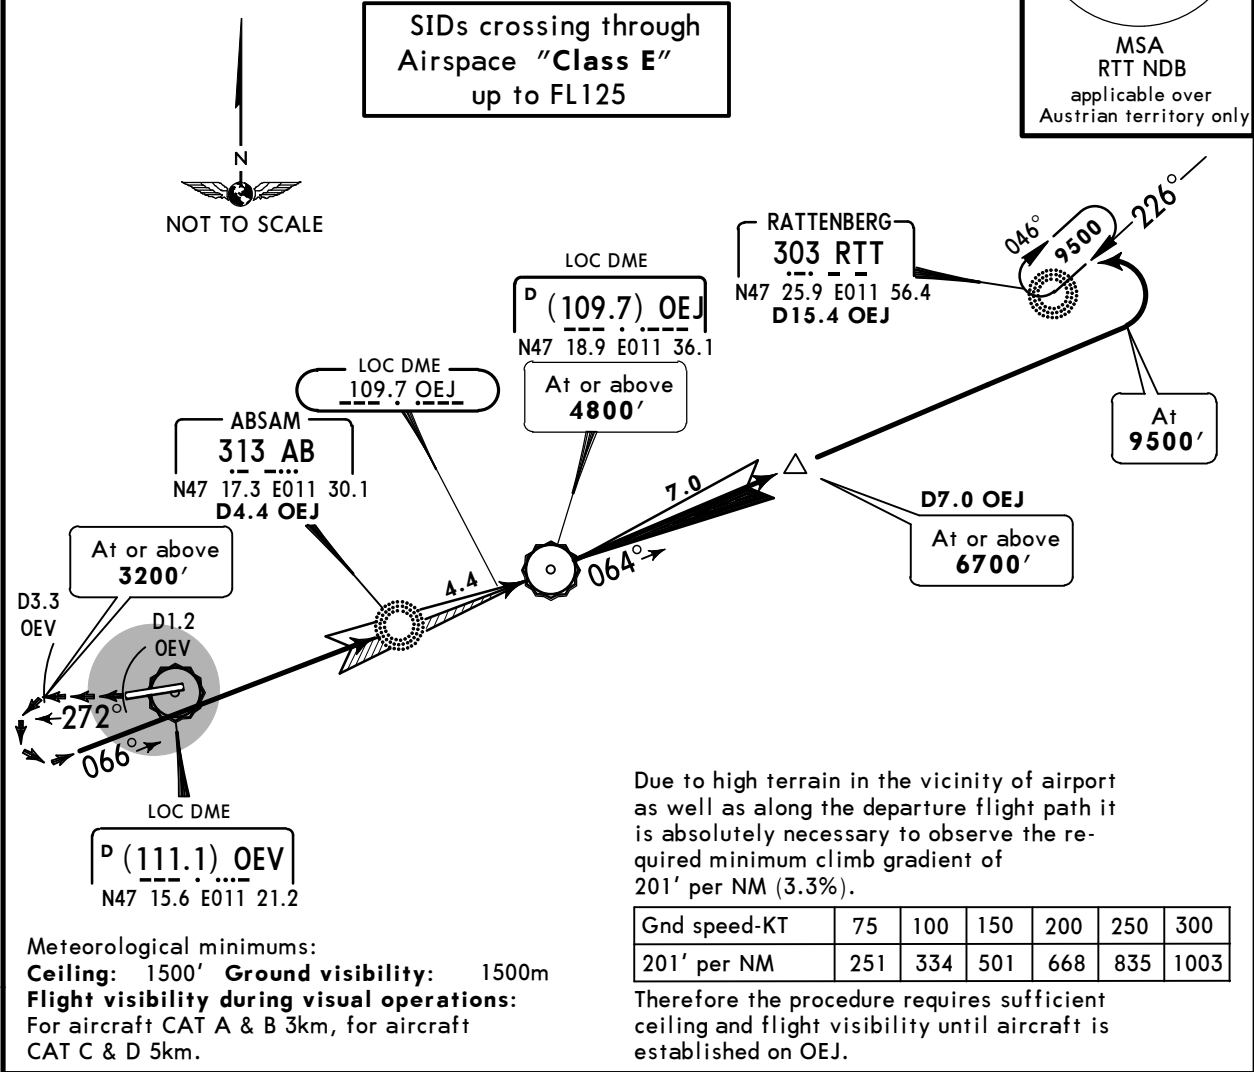 SIDs crossing through
Airspace "Class E"
up to FL125
MSA
RTT NDB
applicable over
Austrian territory only
N
NOT TO SCALE
RATTENBERG
303 RTT
N47 25.9 E011 56.4
D15.4 OEJ
046°
9500
226°
LOC DME
D (109.7) OEJ
N47 18.9 E011 36.1
At or above
4800'
LOC DME
109.7 OEJ
At
9500'
ABSAM
313 AB
N47 17.3 E011 30.1
D4.4 OEJ
7.0
D7.0 OEJ
At or above
6700'
At or above
3200'
4.4
064°
D3.3
OEV
D1.2
OEV
272°
066°
LOC DME
D (111.1) OEV
N47 15.6 E011 21.2
Due to high terrain in the vicinity of airport
as well as along the departure flight path it
is absolutely necessary to observe the re-
quired minimum climb gradient of
201' per NM (3.3%).
Gnd speed-KT 75 100 150 200 250 300
201' per NM 251 334 501 668 835 1003
Therefore the procedure requires sufficient
ceiling and flight visibility until aircraft is
established on OEJ.
Meteorological minimums:
Ceiling: 1500' Ground visibility: 1500m
Flight visibility during visual operations:
For aircraft CAT A & B 3km, for aircraft
CAT C & D 5km.